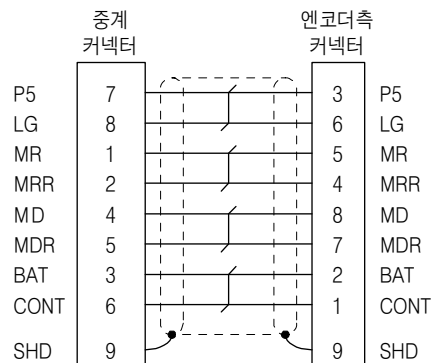 중계 엔코더측
커넥터 커넥터
P5 7 3 P5
LG 8 6 LG
MR 1 5 MR
MRR 2 4 MRR
MD 4 8 MD
MDR 5 7 MDR
BAT 3 2 BAT
CONT 6 1 CONT
SHD 9 9 SHD